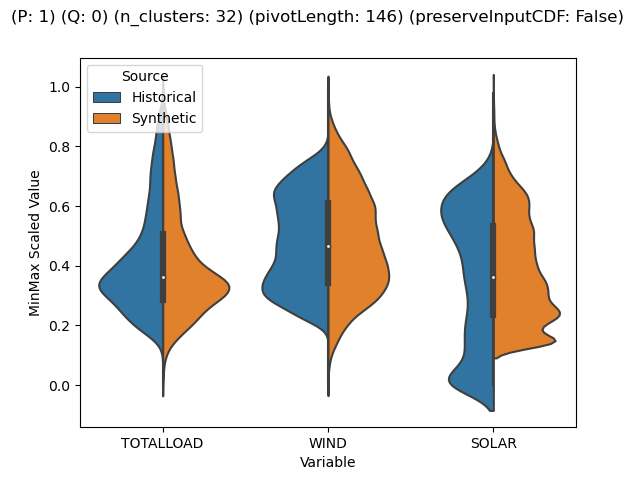 (P: 1) (Q: 0) (n_clusters: 32) (pivotLength: 146) (preserveInputCDF: False)
Source
Historical
Synthetic
MinMax Scaled Value
1.0
0.8
0.6
0.4
0.2
0.0
TOTALLOAD WIND SOLAR
Variable